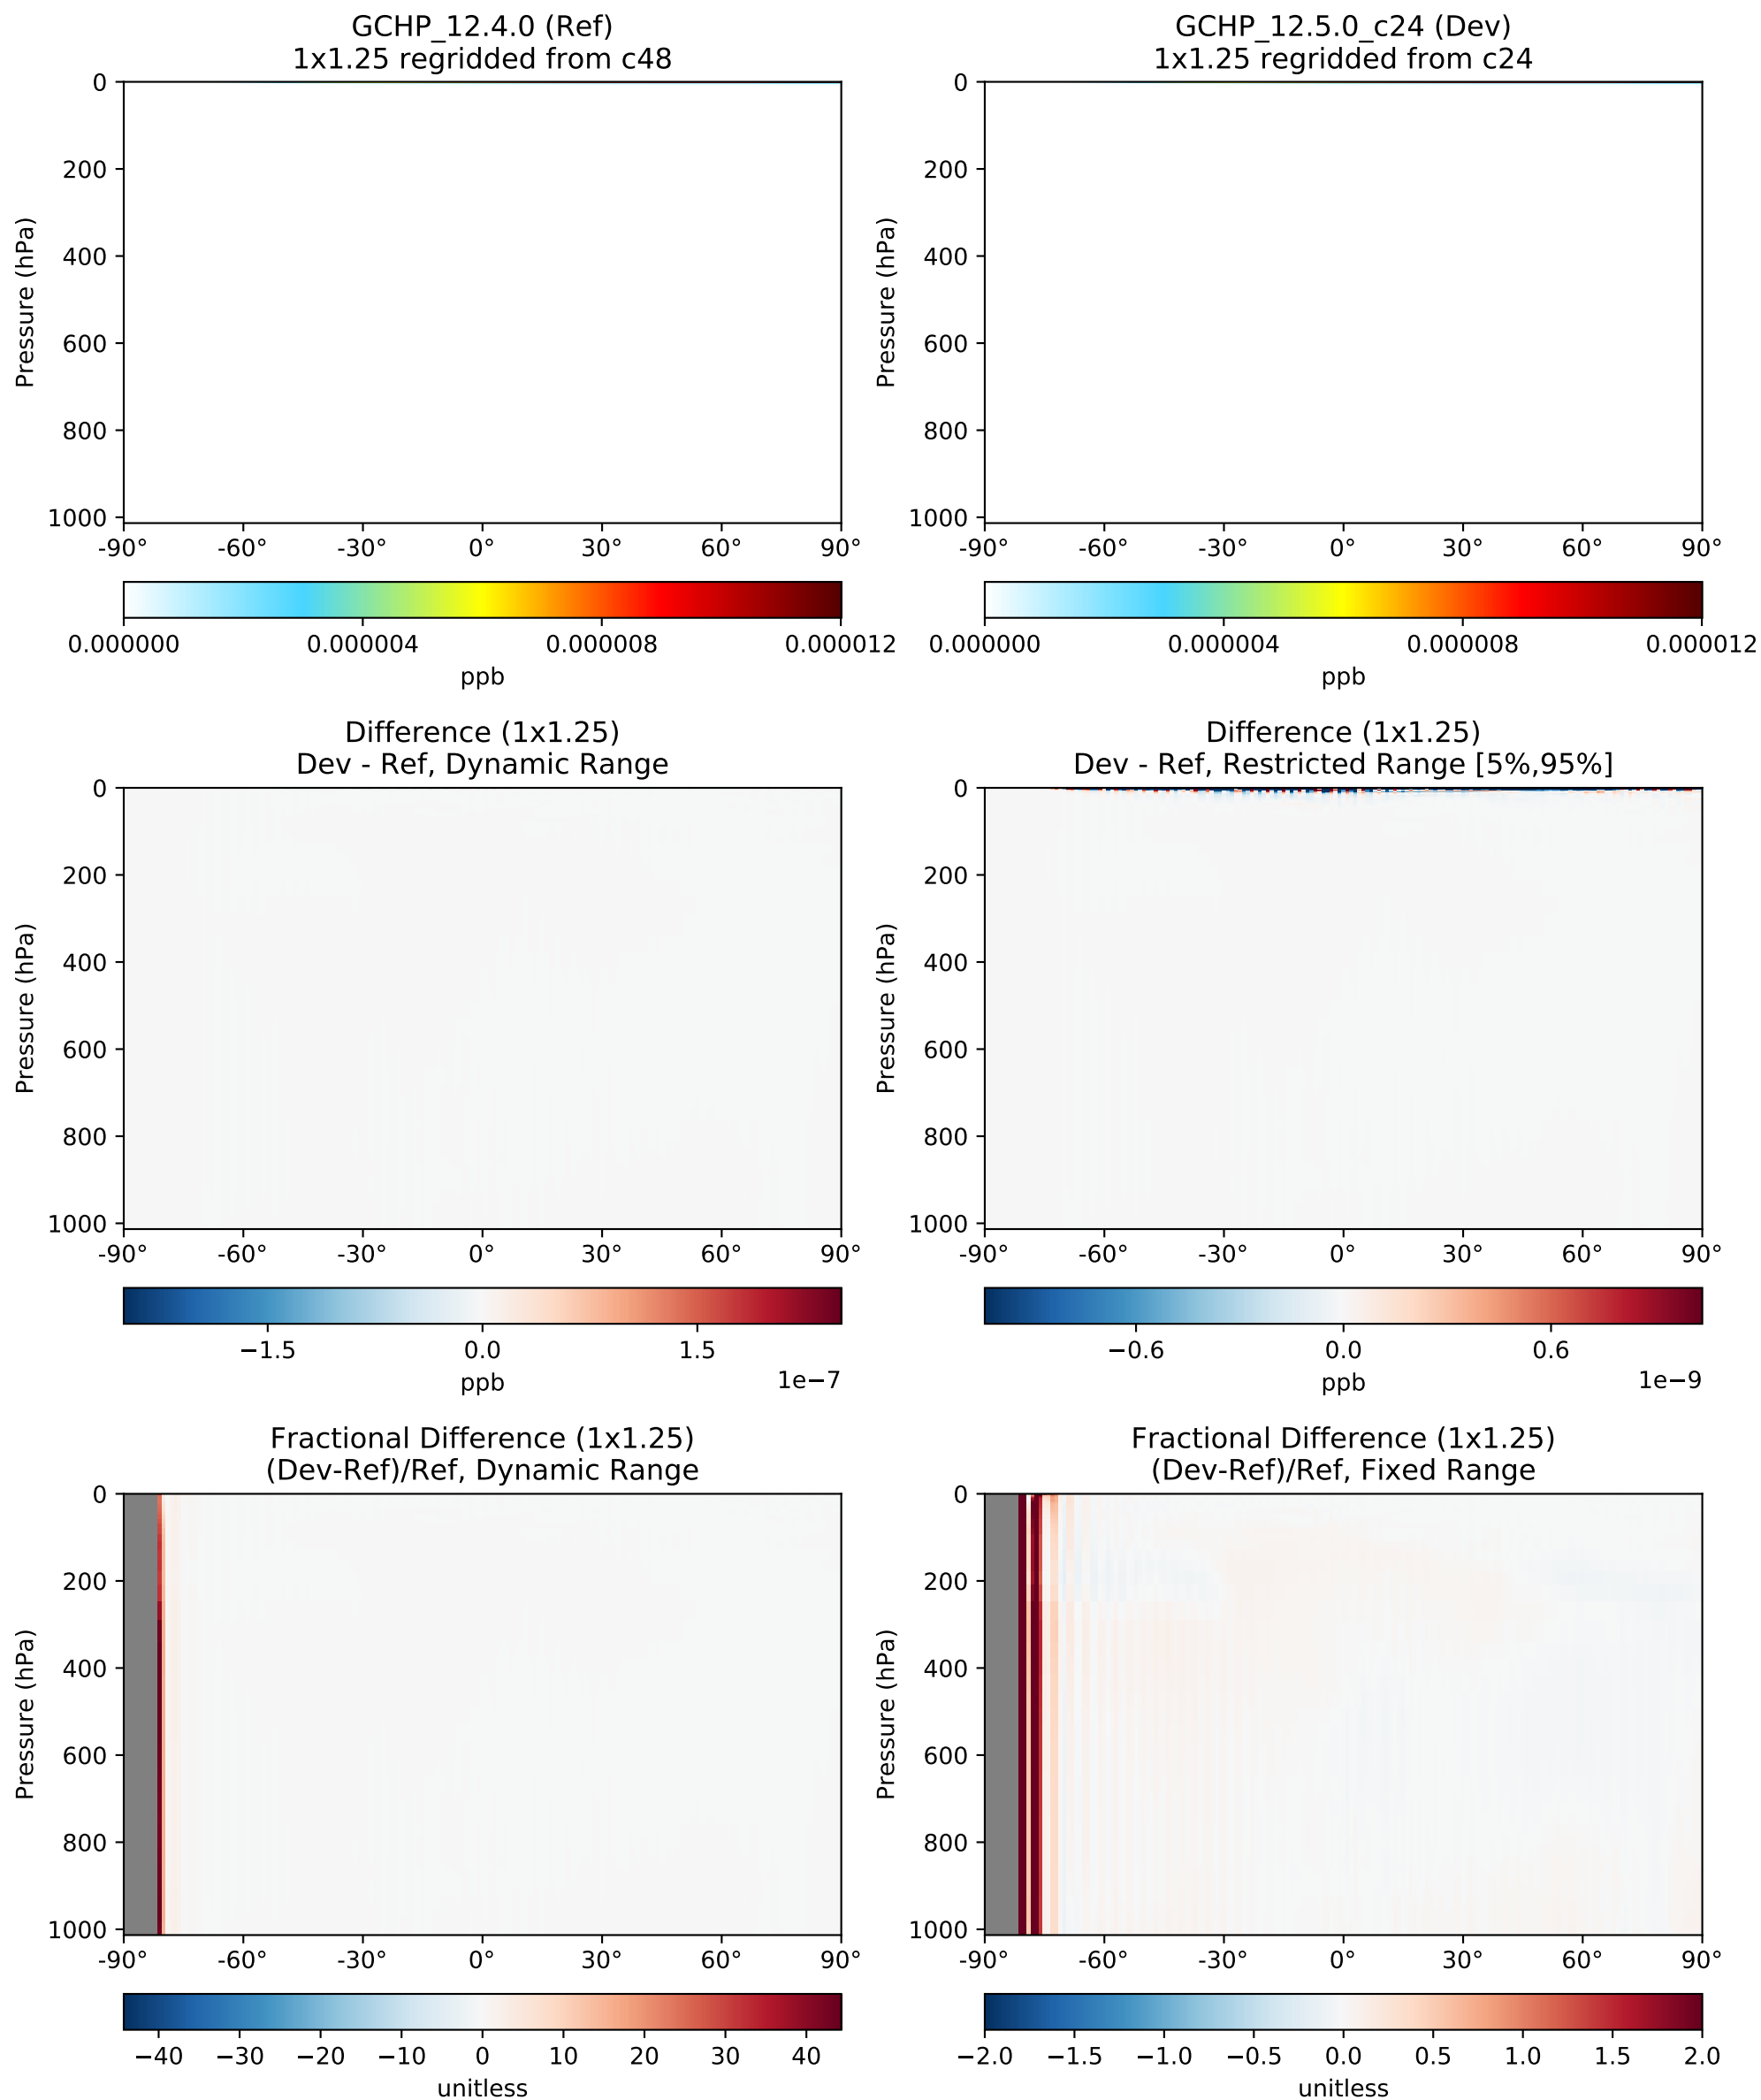 GCHP_12.4.0 (Ref)
1x1.25 regridded from c48
0
200
400
600
800
1000
Pressure (hPa)
-90° -60° -30° 0° 30° 60° 90°
0.000000 0.000004 0.000008 0.000012
ppb
GCHP_12.5.0_c24 (Dev)
1x1.25 regridded from c24
0
200
400
600
800
1000
Pressure (hPa)
-90° -60° -30° 0° 30° 60° 90°
0.000000 0.000004 0.000008 0.000012
ppb
Difference (1x1.25)
Dev - Ref, Dynamic Range
0
200
400
600
800
1000
Pressure (hPa)
-90° -60° -30° 0° 30° 60° 90°
−1.5 0.0 1.5
ppb
1e−7
Difference (1x1.25)
Dev - Ref, Restricted Range [5%,95%]
0
200
400
600
800
1000
Pressure (hPa)
-90° -60° -30° 0° 30° 60° 90°
−0.6 0.0 0.6
ppb
1e−9
Fractional Difference (1x1.25)
(Dev-Ref)/Ref, Dynamic Range
0
200
400
600
800
1000
Pressure (hPa)
-90° -60° -30° 0° 30° 60° 90°
−40 −30 −20 −10 0 10 20 30 40
unitless
Fractional Difference (1x1.25)
(Dev-Ref)/Ref, Fixed Range
0
200
400
600
800
1000
Pressure (hPa)
-90° -60° -30° 0° 30° 60° 90°
−2.0 −1.5 −1.0 −0.5 0.0 0.5 1.0 1.5 2.0
unitless